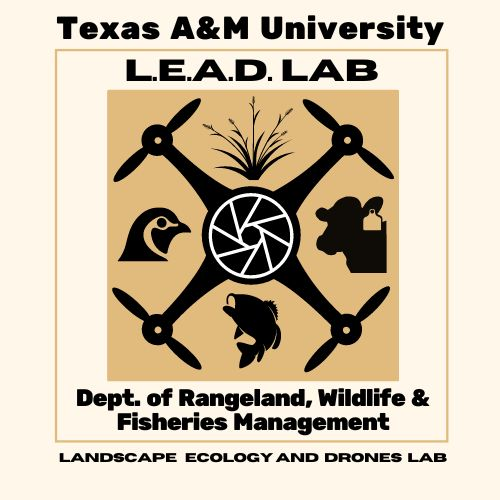 Texas A&M University
L.E.A.D. LAB
Dept. of Rangeland, Wildlife &
Fisheries Management
LANDSCAPE ECOLOGY AND DRONES LAB